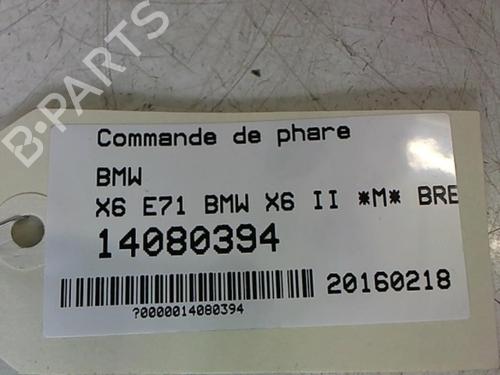 B-PARTS
Commande de phare
BMW
X6 E71 BMW X6 II *M* BRE
14080394
20160218
?0000014080394